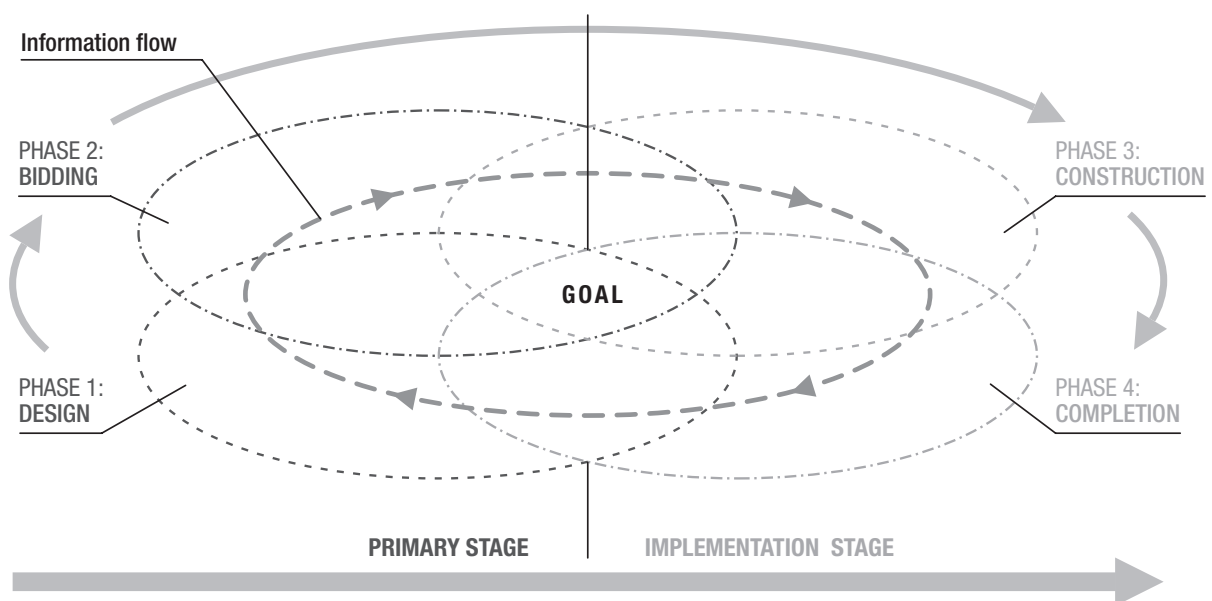 Information flow
PHASE 2:
BIDDING
PHASE 3:
CONSTRUCTION
GOAL
PHASE 1:
DESIGN
PHASE 4:
COMPLETION
PRIMARY STAGE
IMPLEMENTATION STAGE